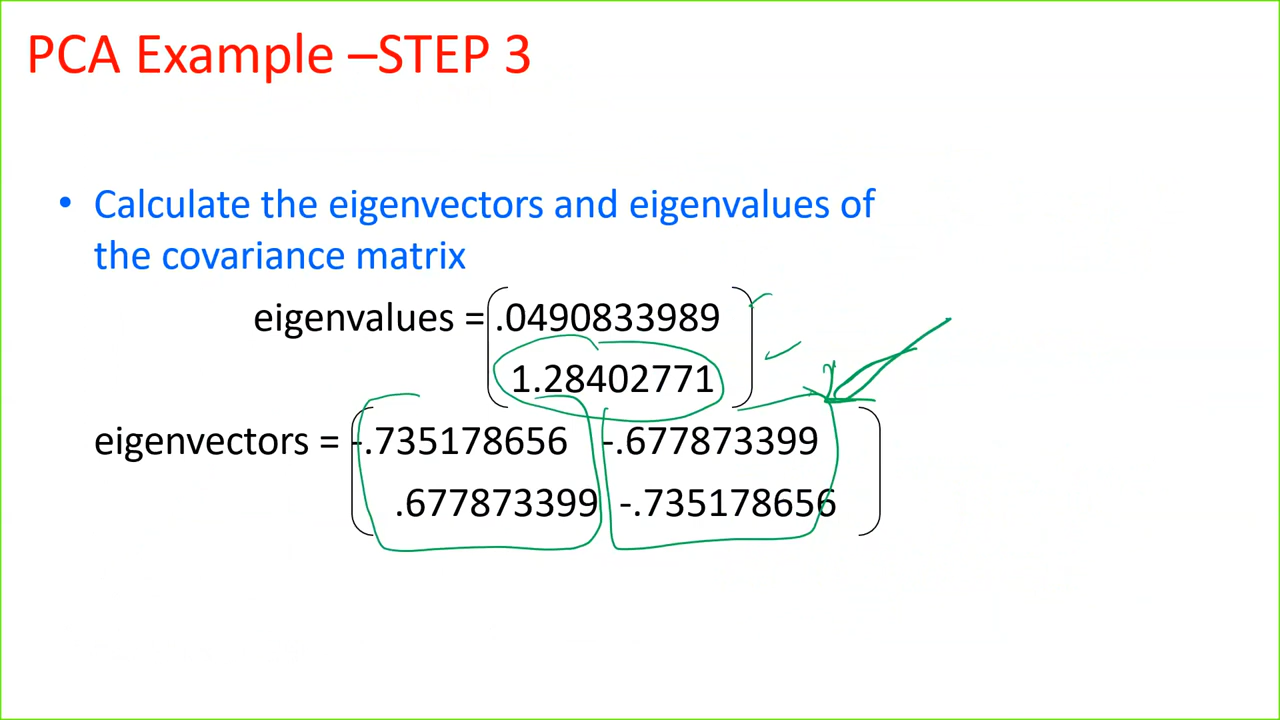 PCA Example –STEP 3
• Calculate the eigenvectors and eigenvalues of
the covariance matrix
eigenvalues = .0490833989
1.28402771
eigenvectors = -.735178656 -.677873399
.677873399 -.735178656